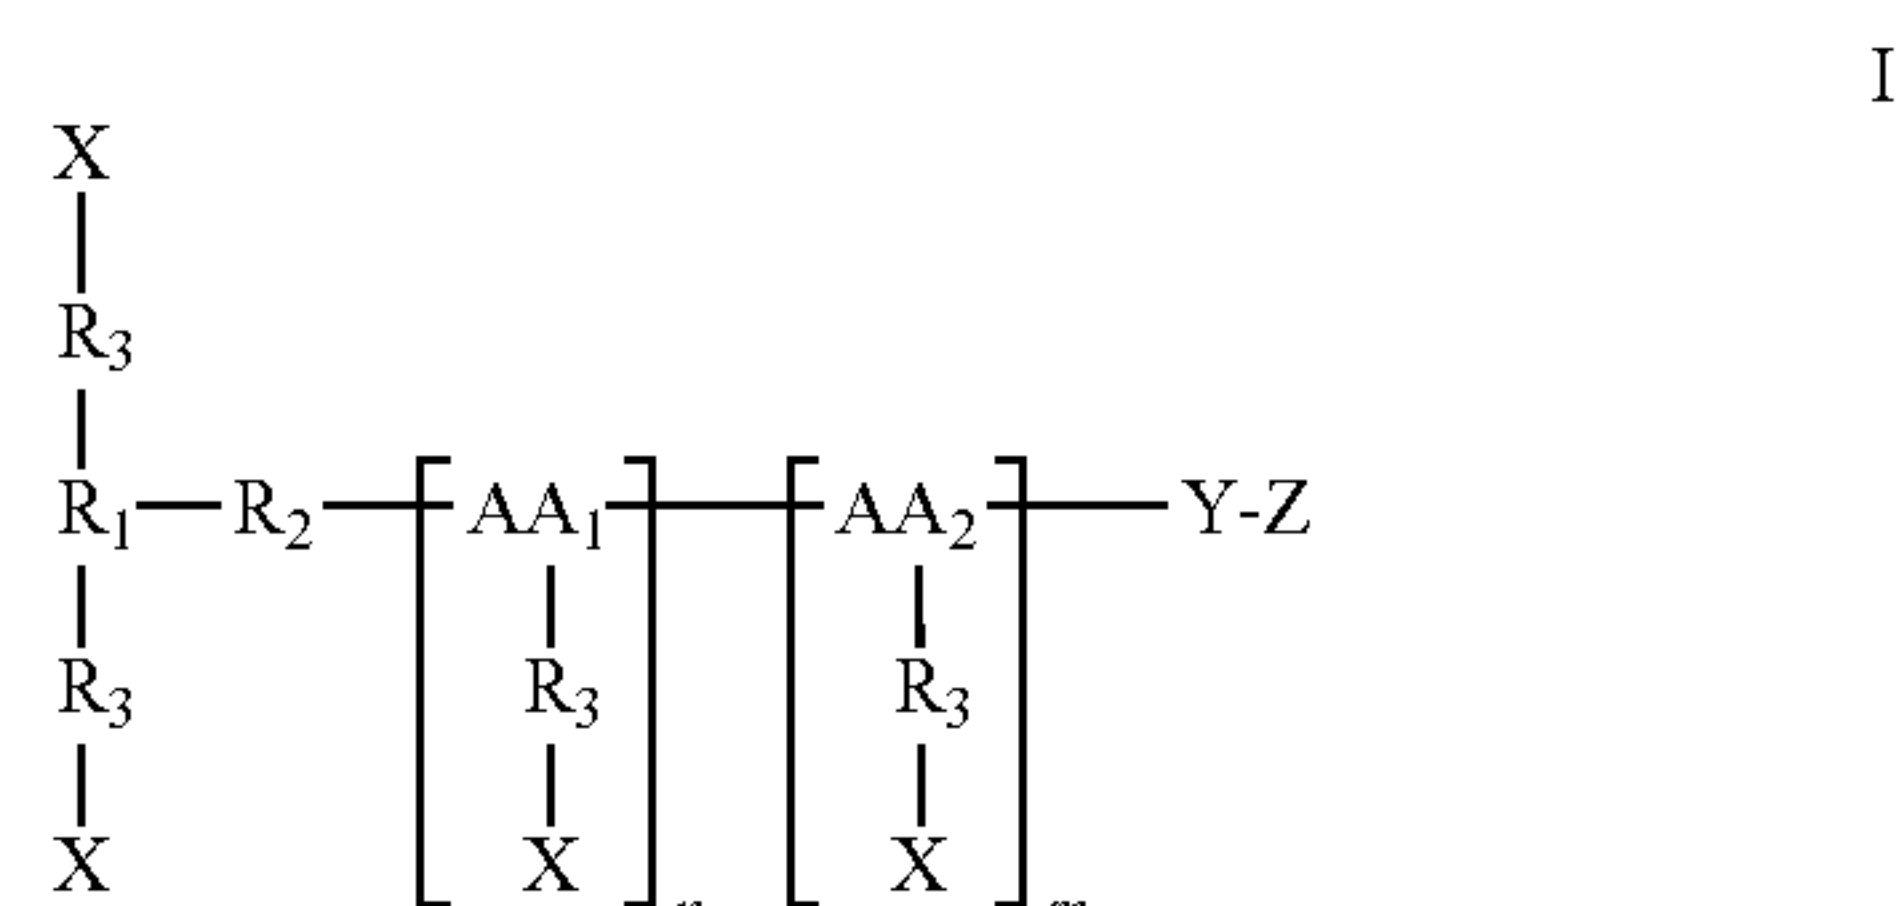 I
X
R₃
R₁—R₂—[AA₁]—[AA₂]—Y-Z
R₃ R₃ R₃
X X X